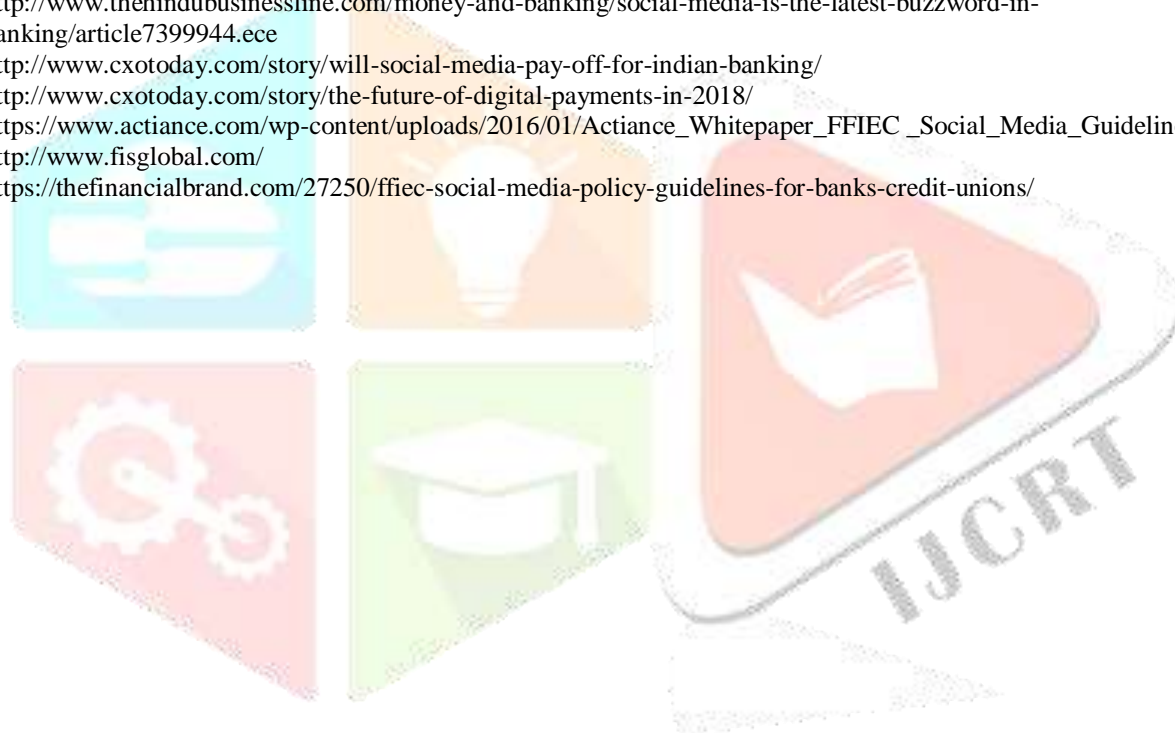 ttp://www.thehindubusinessline.com/money-and-banking/social-media-is-the-latest-buzzword-in-
anking/article7399944.ece
ttp://www.cxotoday.com/story/will-social-media-pay-off-for-indian-banking/
ttp://www.cxotoday.com/story/the-future-of-digital-payments-in-2018/
ttps://www.actiance.com/wp-content/uploads/2016/01/Actiance_Whitepaper_FFIEC _Social_Media_Guidelin
ttp://www.fisglobal.com/
ttps://thefinancialbrand.com/27250/ffiec-social-media-policy-guidelines-for-banks-credit-unions/
IJCRT